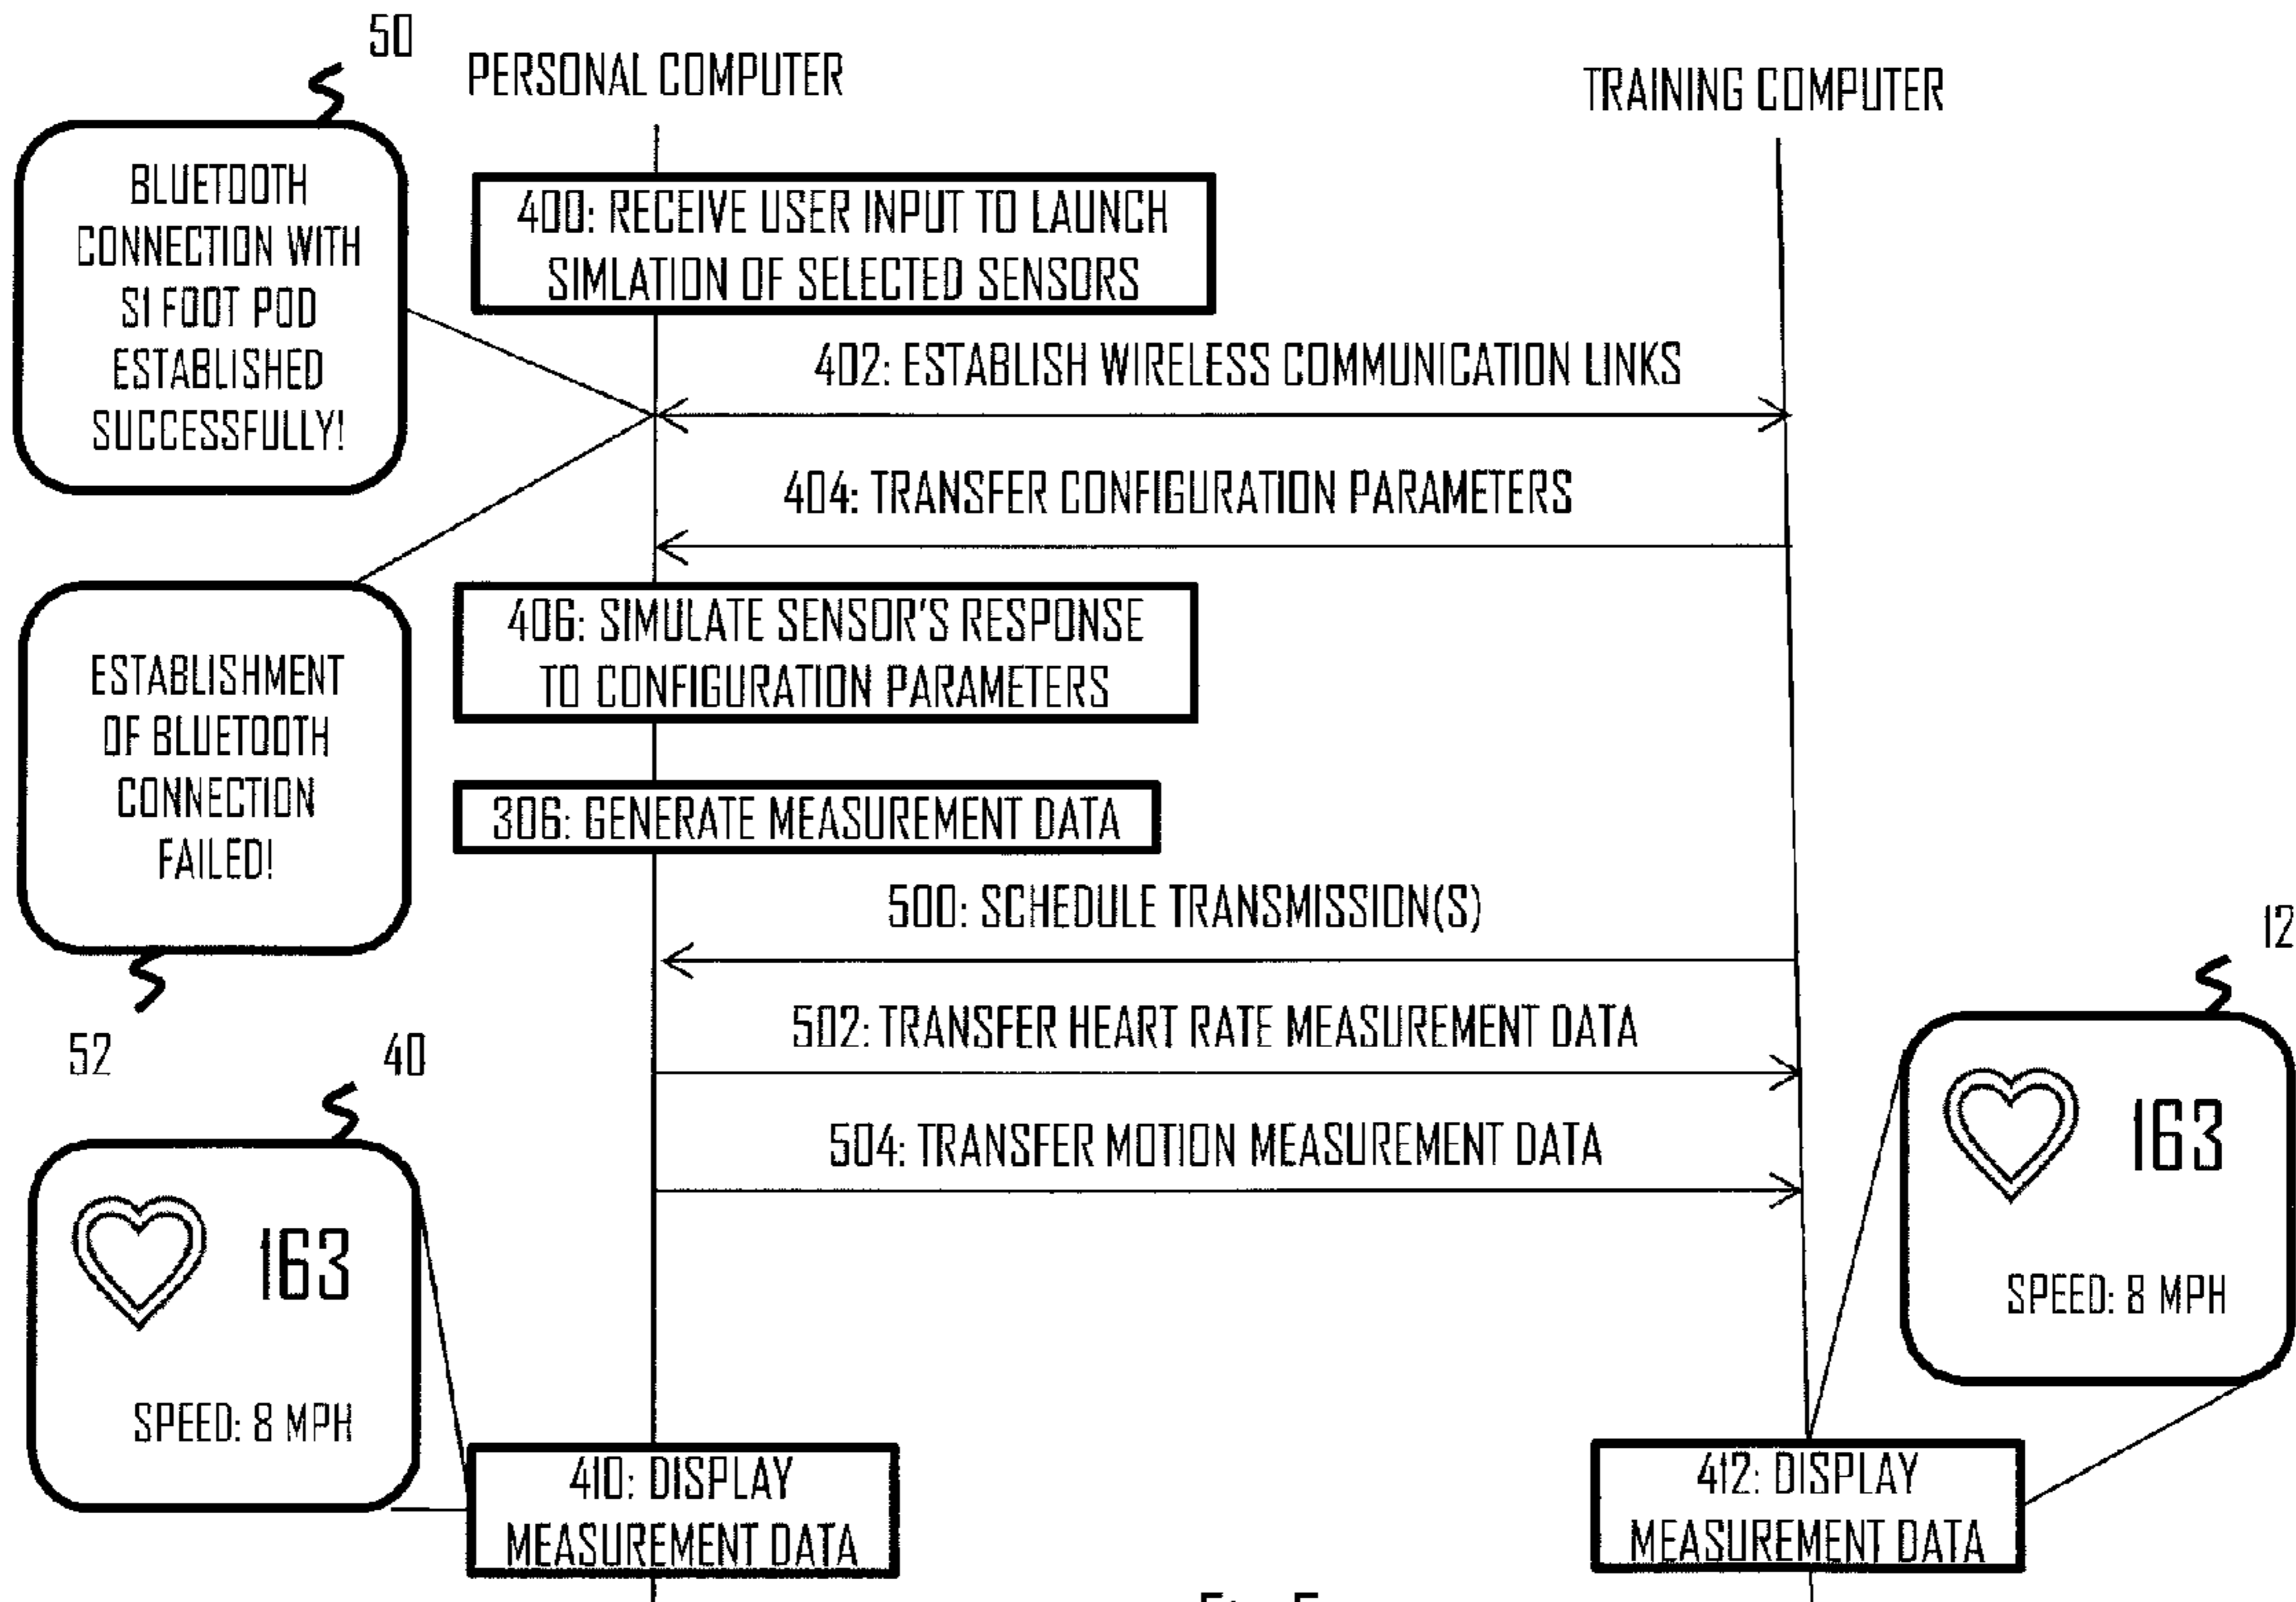 50
PERSONAL COMPUTER
TRAINING COMPUTER
BLUETOOTH
CONNECTION WITH
S1 FOOT POD
ESTABLISHED
SUCCESSFULLY!
400: RECEIVE USER INPUT TO LAUNCH
SIMLATION OF SELECTED SENSORS
402: ESTABLISH WIRELESS COMMUNICATION LINKS
404: TRANSFER CONFIGURATION PARAMETERS
406: SIMULATE SENSOR'S RESPONSE
TO CONFIGURATION PARAMETERS
ESTABLISHMENT
OF BLUETOOTH
CONNECTION
FAILED!
306: GENERATE MEASUREMENT DATA
500: SCHEDULE TRANSMISSION(S)
12
502: TRANSFER HEART RATE MEASUREMENT DATA
52
40
504: TRANSFER MOTION MEASUREMENT DATA
163
SPEED: 8 MPH
163
SPEED: 8 MPH
410: DISPLAY
MEASUREMENT DATA
412: DISPLAY
MEASUREMENT DATA